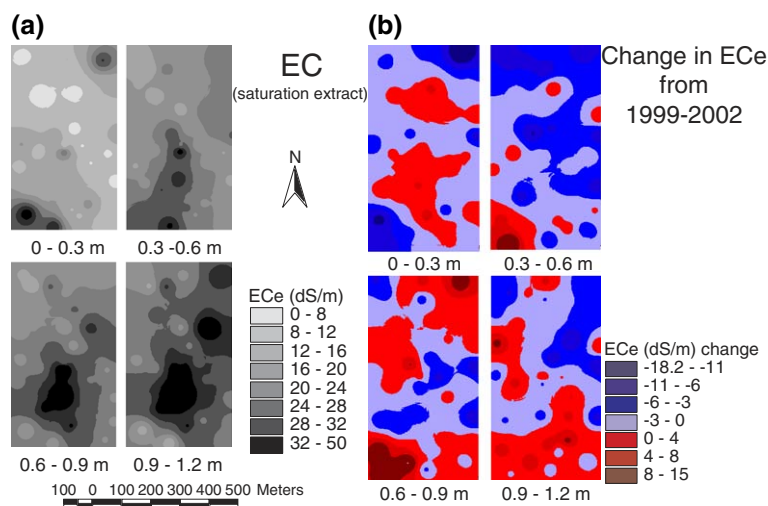 (a)
EC
(saturation extract)
N
0 - 0.3 m
0.3 -0.6 m
0.6 - 0.9 m
0.9 - 1.2 m
ECe (dS/m)
0 - 8
8 - 12
12 - 16
16 - 20
20 - 24
24 - 28
28 - 32
32 - 50
100 0 100 200 300 400 500 Meters
(b)
Change in ECe
from
1999-2002
0 - 0.3 m
0.3 - 0.6 m
0.6 - 0.9 m
0.9 - 1.2 m
ECe (dS/m) change
-18.2 - -11
-11 - -6
-6 - -3
-3 - 0
0 - 4
4 - 8
8 - 15